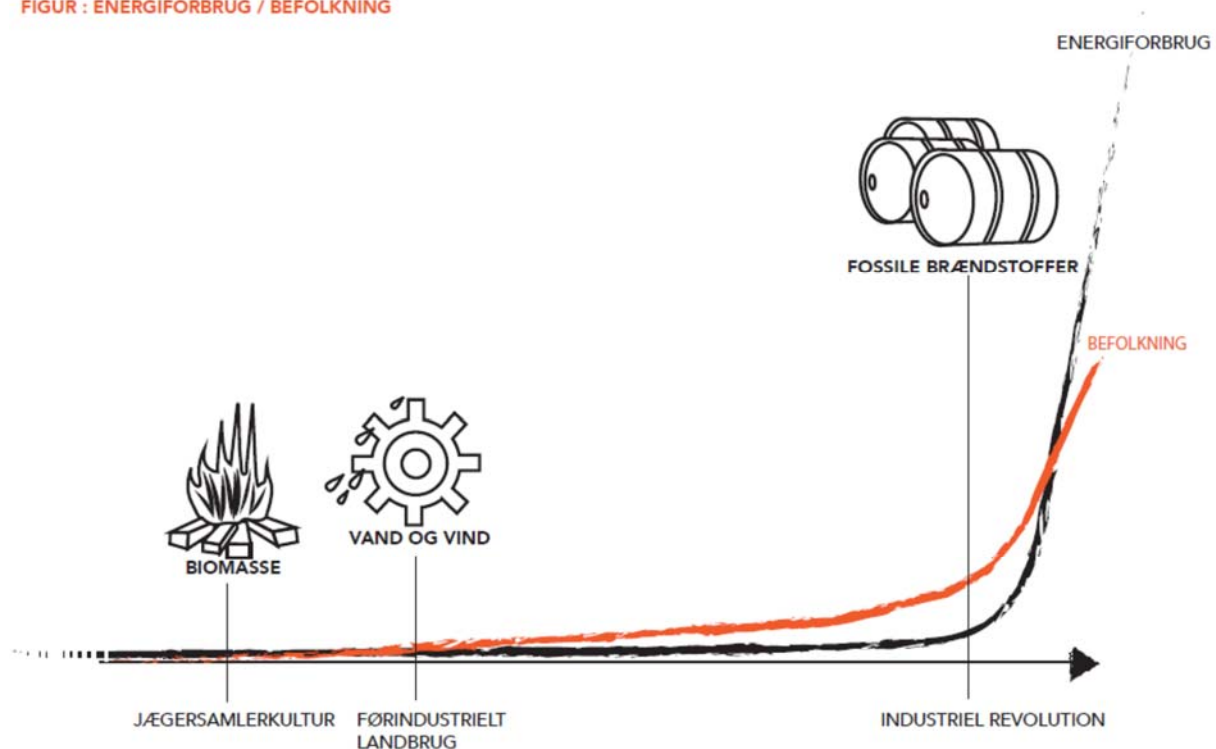 FIGUR : ENERGIFORBRUG / BEFOLKNING
ENERGIFORBRUG
FOSSILE BRÆNDSTOFFER
BEFOLKNING
VAND OG VIND
BIOMASSE
JÆGERSAMLERKULTUR
FØRINDUSTRIELT
LANDBRUG
INDUSTRIEL REVOLUTION